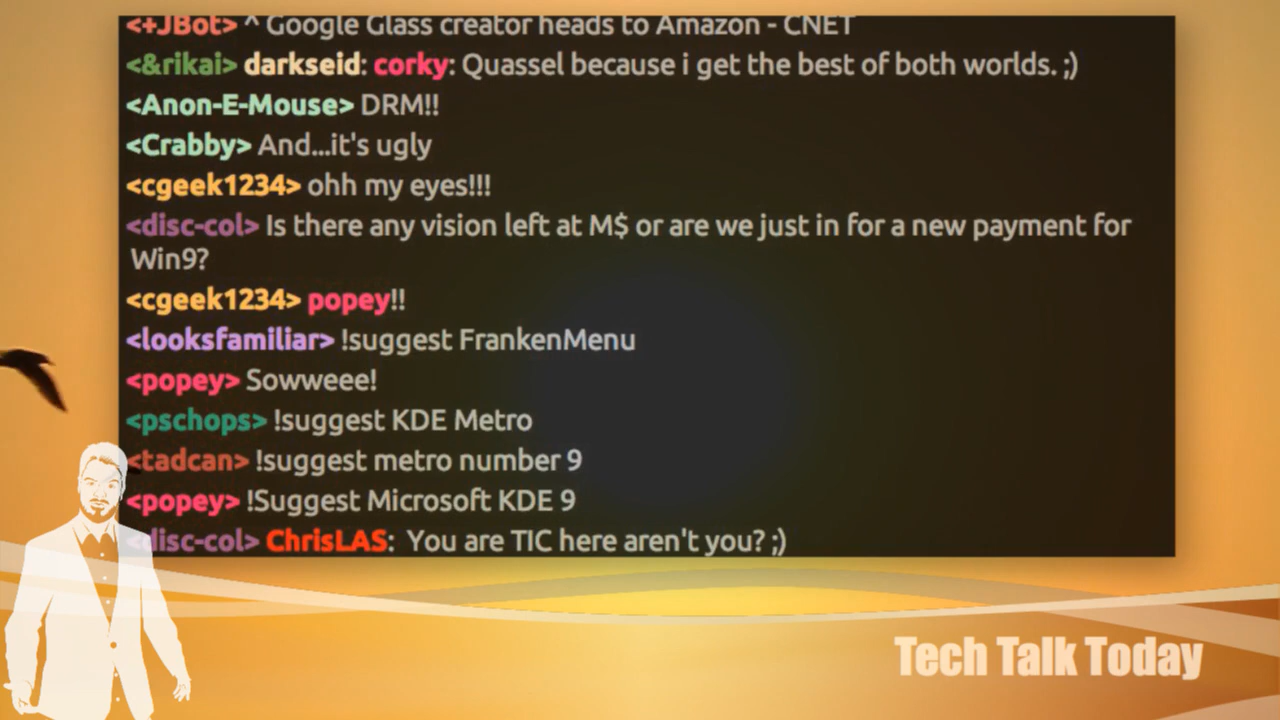 <+JBot> ^ Google Glass creator heads to Amazon - CNET
<&rikai> darkseid: corky: Quassel because i get the best of both worlds. ;)
<Anon-E-Mouse> DRM!!
<Crabby> And...it's ugly
<cgeek1234> ohh my eyes!!!
<disc-col> Is there any vision left at M$ or are we just in for a new payment for
Win9?
<cgeek1234> popey!!
<looksfamiliar> !suggest FrankenMenu
<popey> Sowweee!
<pschops> !suggest KDE Metro
<tadcan> !suggest metro number 9
<popey> !Suggest Microsoft KDE 9
<disc-col> ChrisLAS: You are TIC here aren't you? ;)
Tech Talk Today